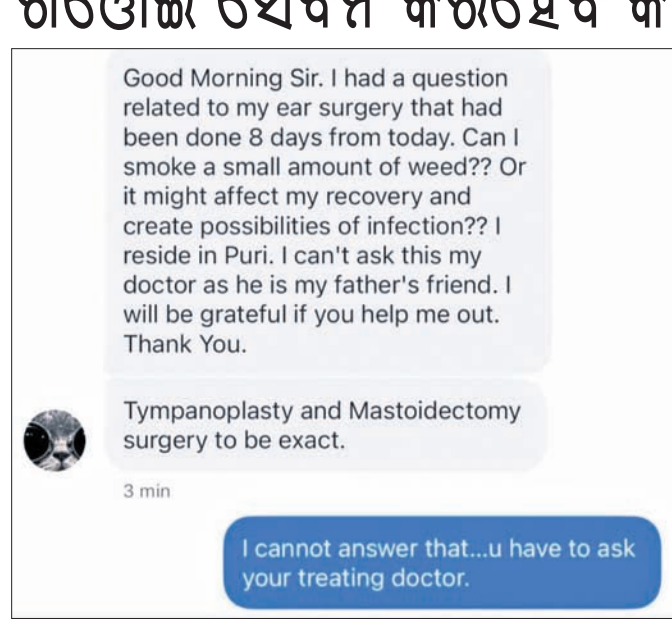 ସେବନ କରିହେବ
Good Morning Sir. I had a question
related to my ear surgery that had
been done 8 days from today. Can I
smoke a small amount of weed?? Or
it might affect my recovery and
create possibilities of infection?? I
reside in Puri. I can't ask this my
doctor as he is my father's friend. I
will be grateful if you help me out.
Thank You.
Tympanoplasty and Mastoidectomy
surgery to be exact.
3 min
I cannot answer that...u have to ask
your treating doctor.